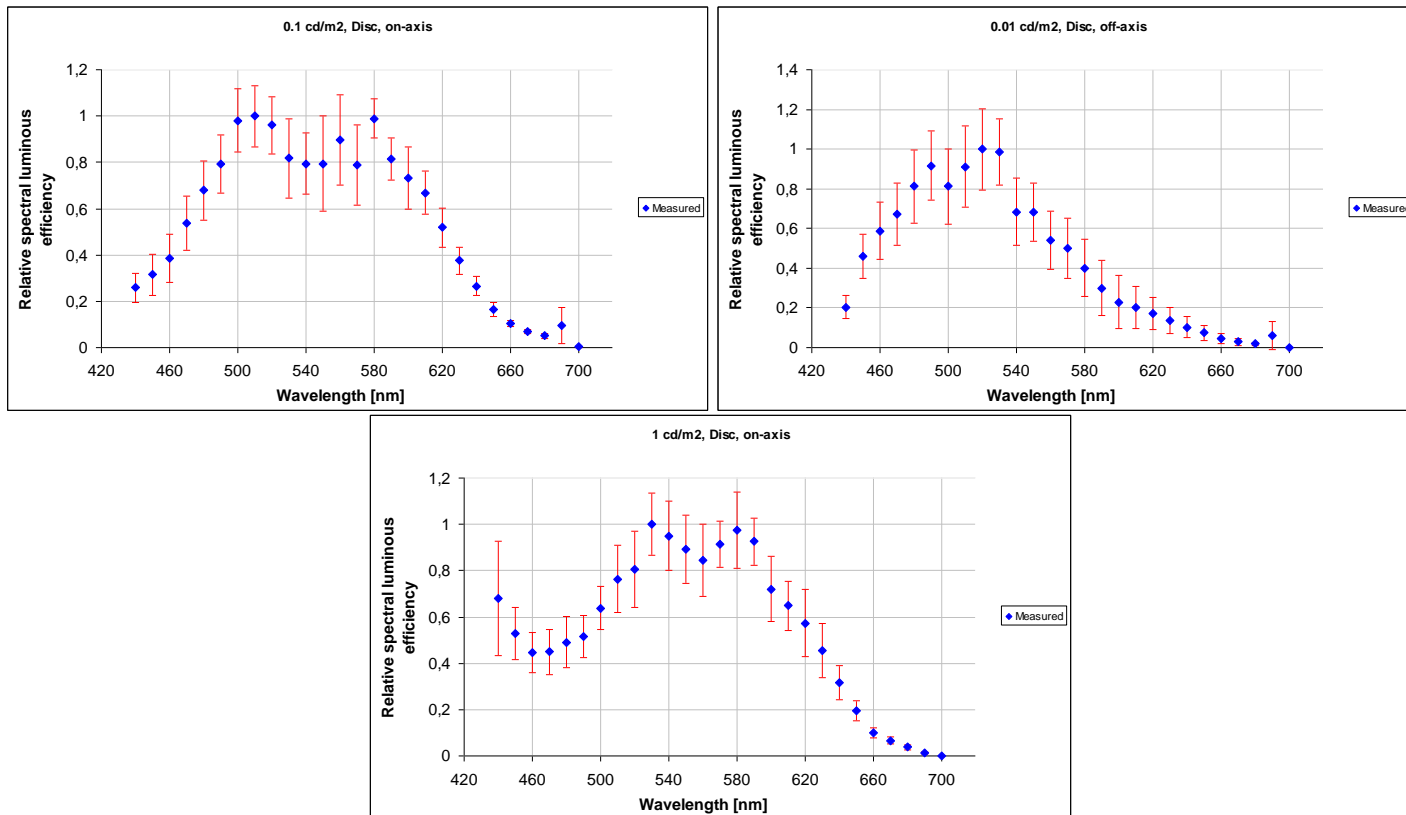 0.1 cd/m2, Disc, on-axis
1,2
1
0,8
0,6
0,4
0,2
0
420 460 500 540 580 620 660 700
Wavelength [nm]
Relative spectral luminous
efficiency
Measured
0.01 cd/m2, Disc, off-axis
1,4
1,2
1
0,8
0,6
0,4
0,2
0
420 460 500 540 580 620 660 700
Wavelength [nm]
Relative spectral luminous
efficiency
Measured
1 cd/m2, Disc, on-axis
1,2
1
0,8
0,6
0,4
0,2
0
420 460 500 540 580 620 660 700
Wavelength [nm]
Relative spectral luminous
efficiency
Measured